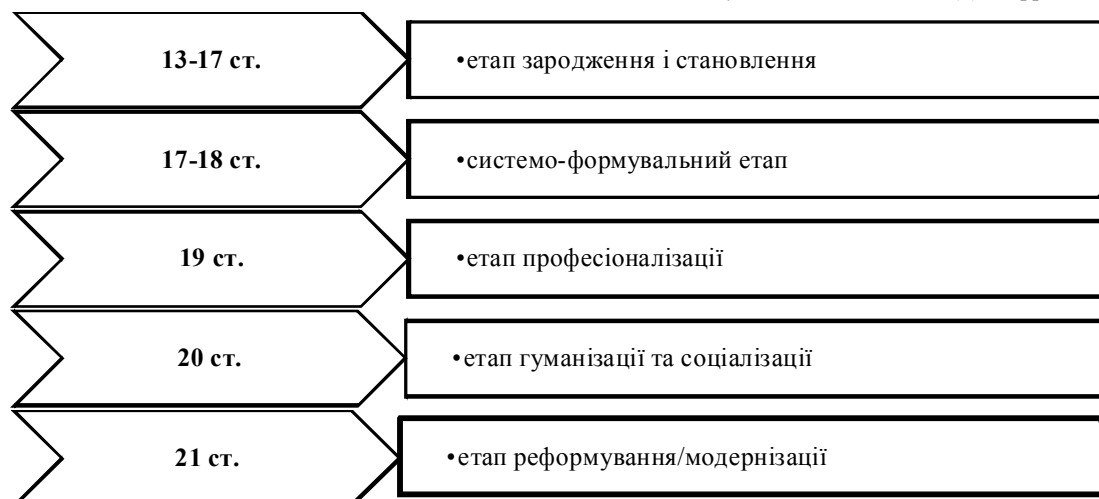 13-17 ст.
•етап зародження і становлення
17-18 ст.
•системо-формувальний етап
19 ст.
•етап професіоналізації
20 ст.
•етап гуманізації та соціалізації
21 ст.
•етап реформування/модернізації